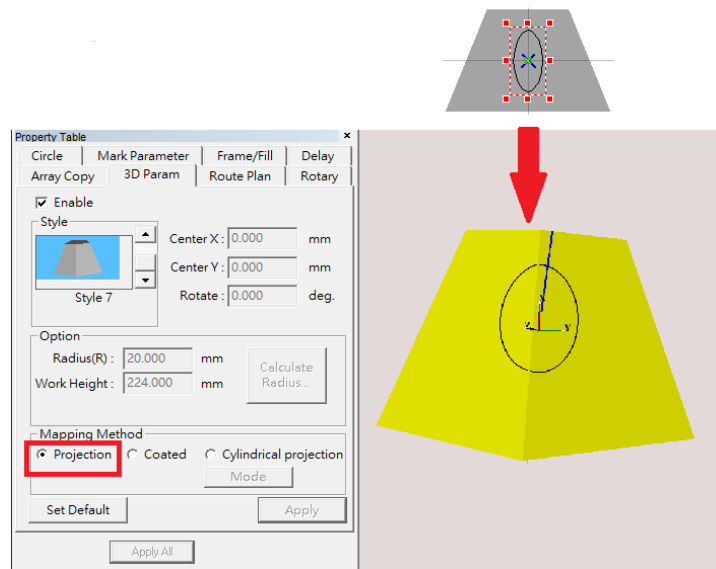 Property Table ×
Circle Mark Parameter Frame/Fill Delay
Array Copy 3D Param Route Plan Rotary
Enable
Style
Center X : 0.000 mm
Center Y : 0.000 mm
Style 7 Rotate : 0.000 deg.
Option
Radius(R) : 20.000 mm
Work Height : 224.000 mm
Calculate
Radius...
Mapping Method
Projection Coated Cylindrical projection
Mode
Set Default Apply
Apply All
X
Z Y